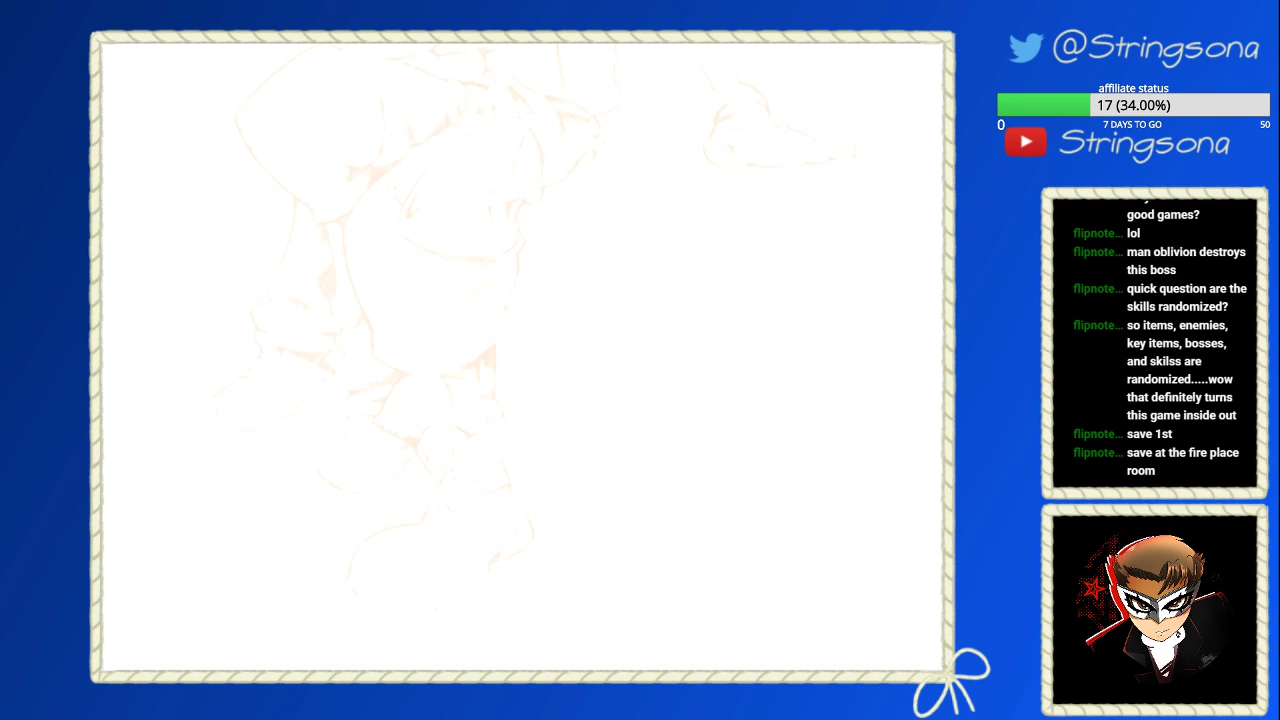 @Stringsona
affiliate status
17 (34.00%)
0
7 DAYS TO GO
50
Stringsona
good games?
flipnote... lol
flipnote... man oblivion destroys
this boss
flipnote... quick question are the
skills randomized?
flipnote... so items, enemies,
key items, bosses,
and skilss are
randomized.....wow
that definitely turns
this game inside out
flipnote... save 1st
flipnote... save at the fire place
room